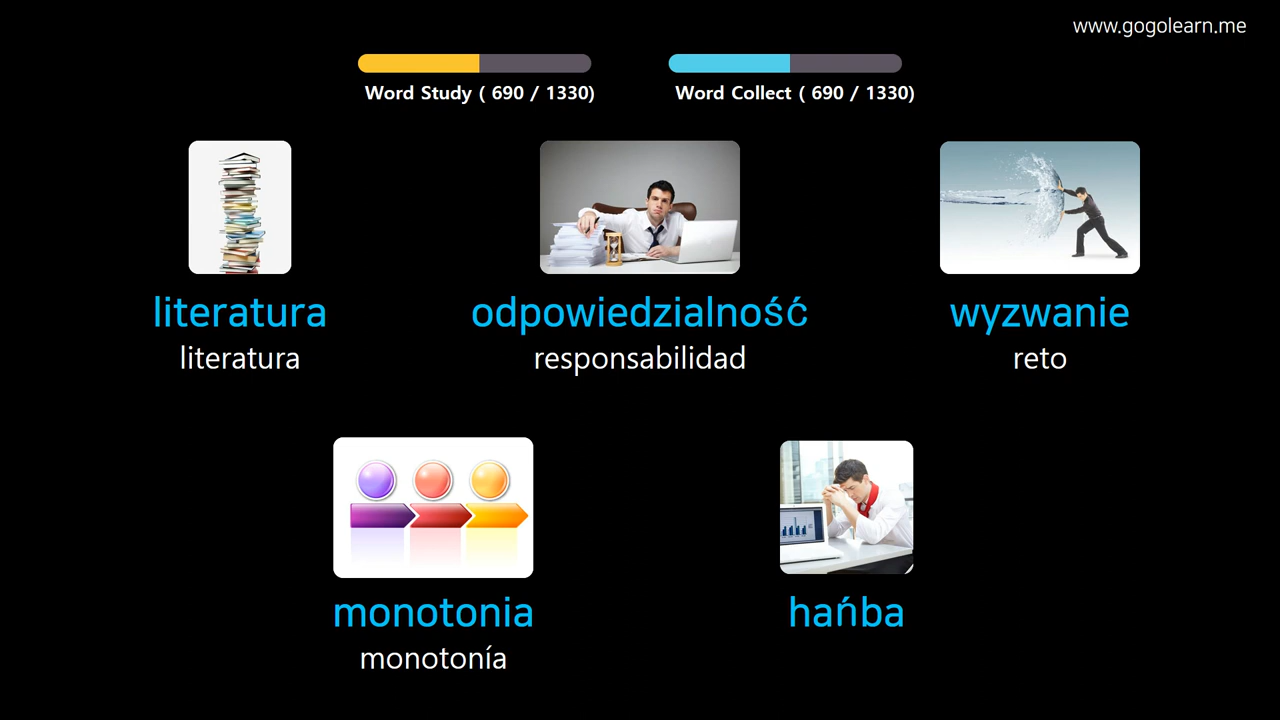 www.gogolearn.me
Word Study ( 690 / 1330)
Word Collect ( 690 / 1330)
literatura
literatura
odpowiedzialność
responsabilidad
wyzwanie
reto
monotonia
monotonía
hańba